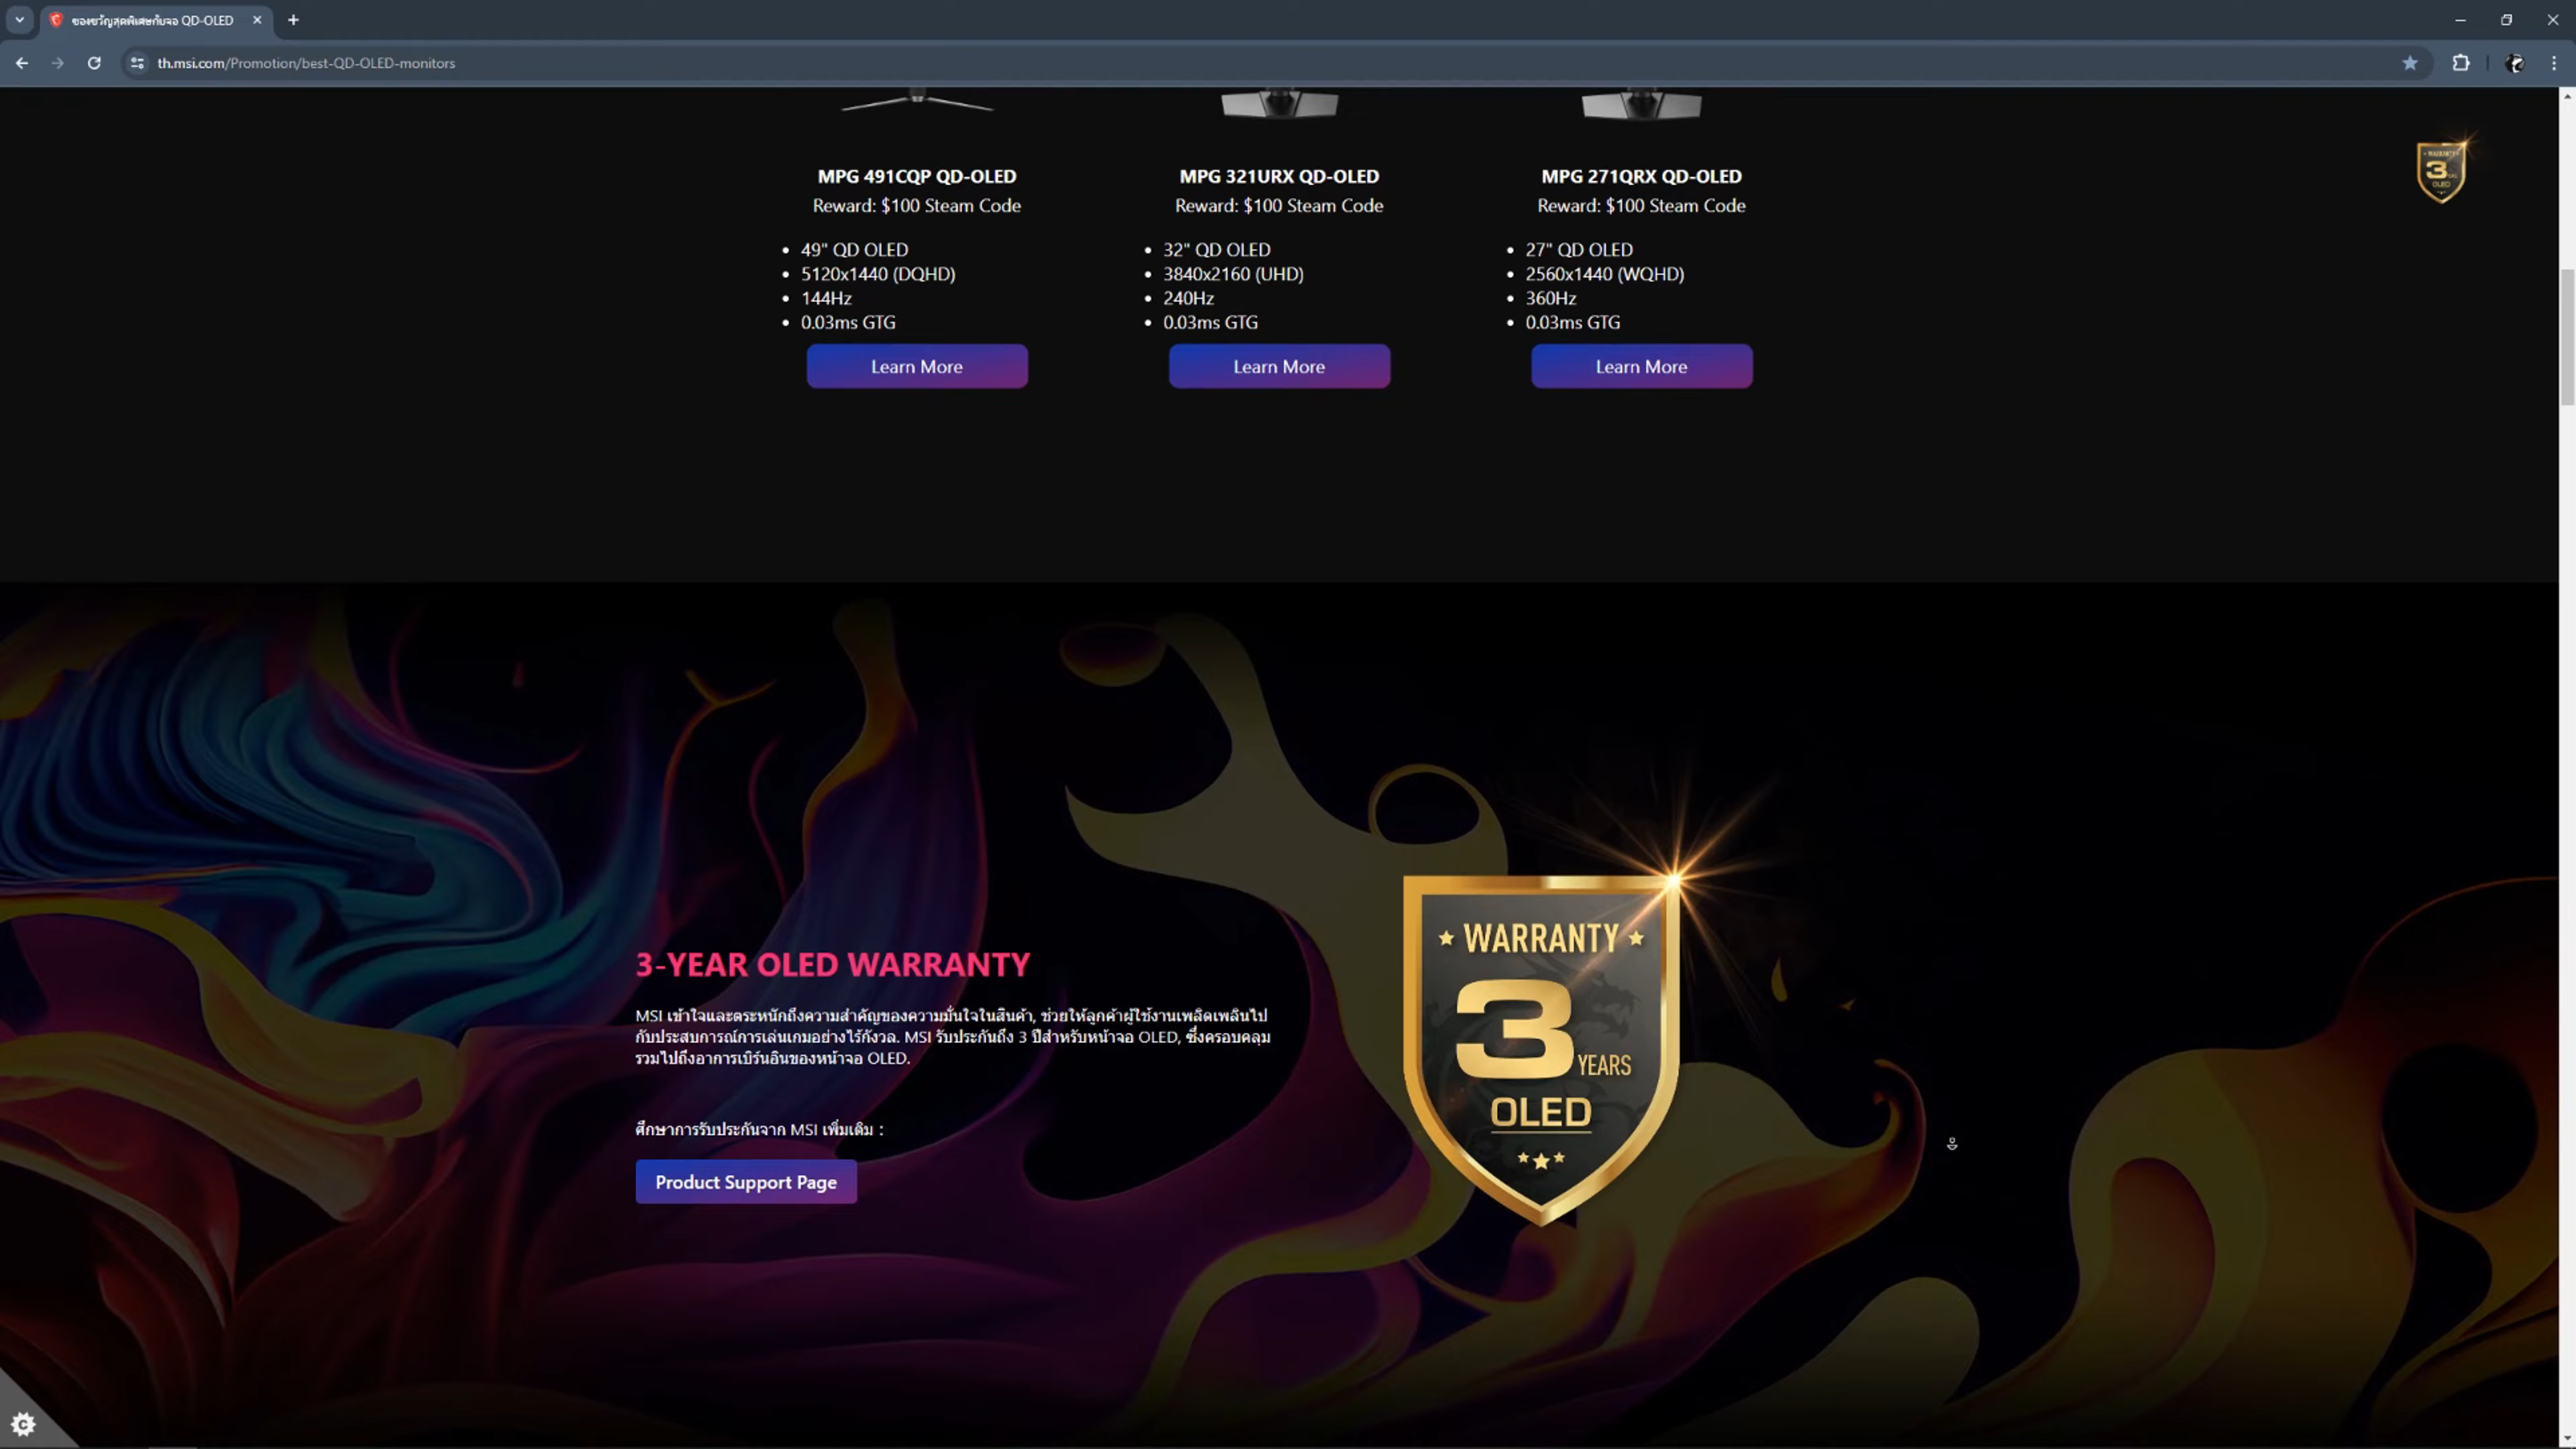 ของขวัญสุดพิเศษกับจอ QD-OLED
th.msi.com/Promotion/best-QD-OLED-monitors
MPG 491CQP QD-OLED
Reward: $100 Steam Code
• 49" QD OLED
• 5120x1440 (DQHD)
• 144Hz
• 0.03ms GTG
Learn More
MPG 321URX QD-OLED
Reward: $100 Steam Code
• 32" QD OLED
• 3840x2160 (UHD)
• 240Hz
• 0.03ms GTG
Learn More
MPG 271QRX QD-OLED
Reward: $100 Steam Code
• 27" QD OLED
• 2560x1440 (WQHD)
• 360Hz
• 0.03ms GTG
Learn More
WARRANTY
3
OLED
3-YEAR OLED WARRANTY
MSI เข้าใจและตระหนักถึงความสำคัญของความมั่นใจในสินค้า, ช่วยให้ลูกค้าผู้ใช้งานเพลิดเพลินไป
กับประสบการณ์การเล่นเกมอย่างไร้กังวล. MSI รับประกันถึง 3 ปีสำหรับหน้าจอ OLED, ซึ่งครอบคลุม
รวมไปถึงอาการเบิร์นอินของหน้าจอ OLED.
ศึกษาการรับประกันจาก MSI เพิ่มเติม :
Product Support Page
WARRANTY
3 YEARS
OLED